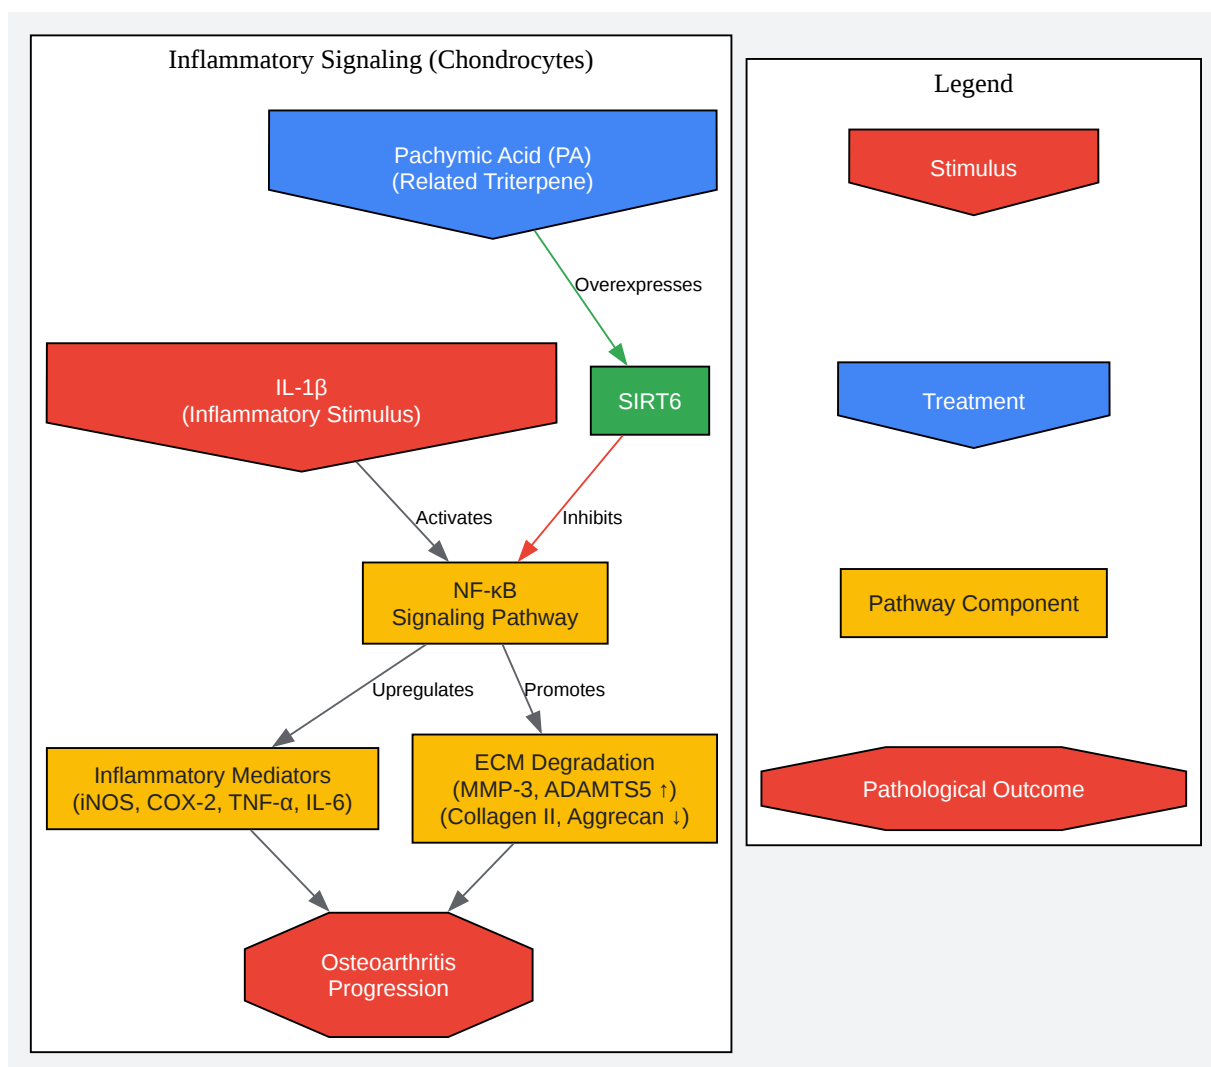 Inflammatory Signaling (Chondrocytes)
Pachymic Acid (PA)
(Related Triterpene)
Overexpresses
IL-1β
(Inflammatory Stimulus)
SIRT6
Activates
Inhibits
NF-κB
Signaling Pathway
Upregulates
Promotes
Inflammatory Mediators
(iNOS, COX-2, TNF-α, IL-6)
ECM Degradation
(MMP-3, ADAMTS5 ↑)
(Collagen II, Aggrecan ↓)
Osteoarthritis
Progression
Legend
Stimulus
Treatment
Pathway Component
Pathological Outcome